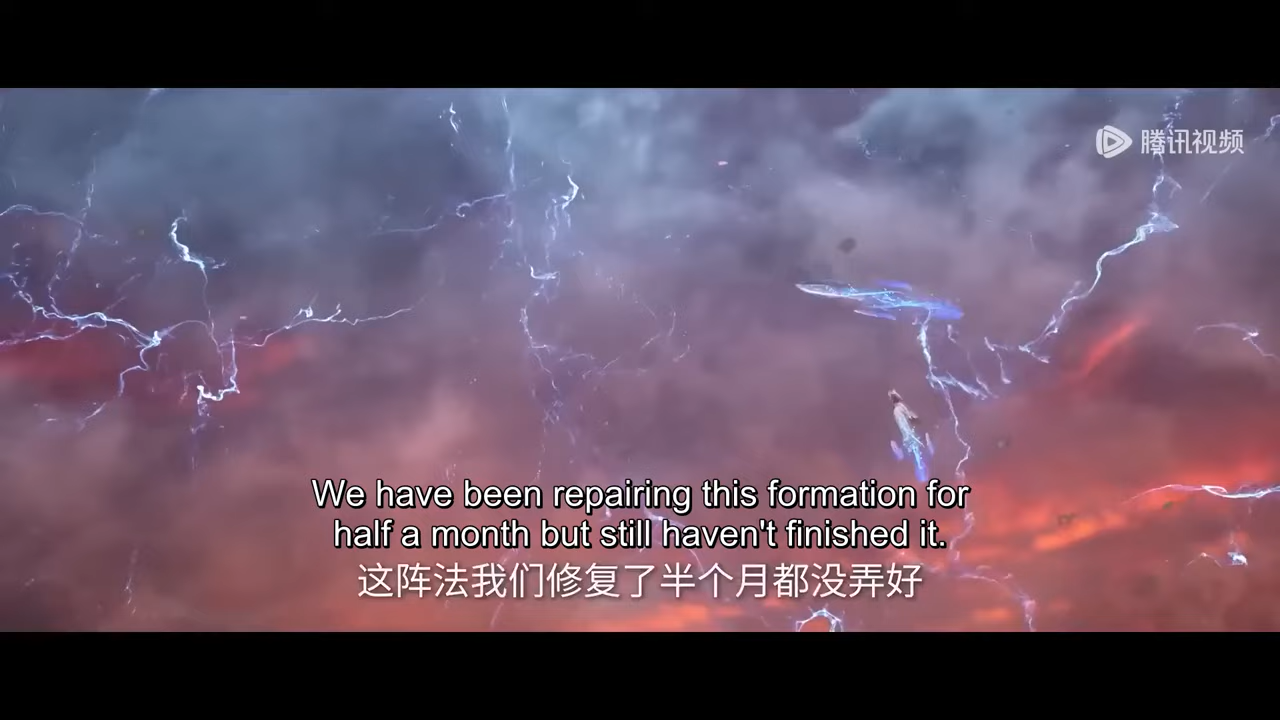 腾讯视频
We have been repairing this formation for
half a month but still haven't finished it.
这阵法我们修复了半个月都没弄好